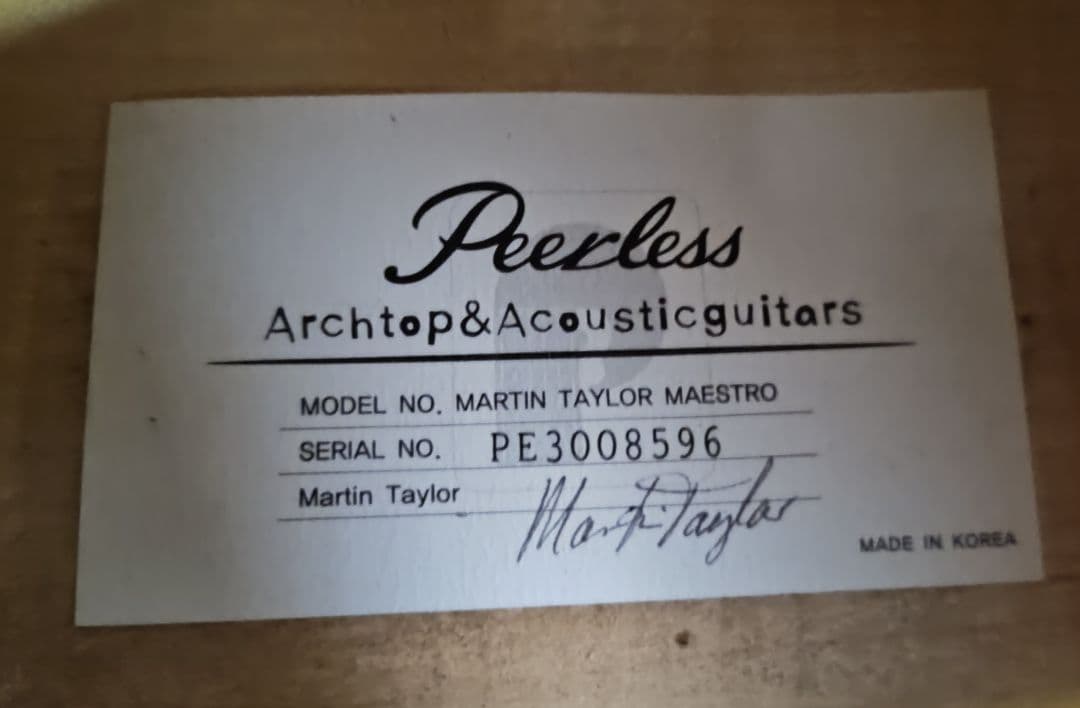 Peerless
Archtop&Acousticguitars
MODEL NO. MARTIN TAYLOR MAESTRO
SERIAL NO. PE3008596
Martin Taylor Martin Taylor
MADE IN KOREA